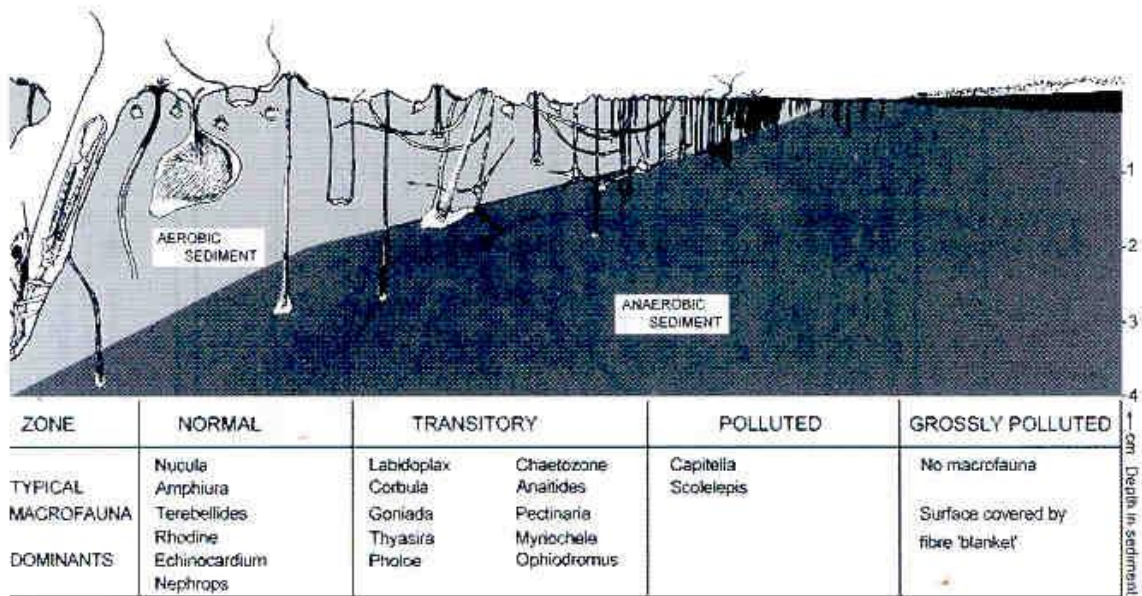 AEROBIC
SEDIMENT
ANAEROBIC
SEDIMENT
1
2
3
4
cm Depth in sediment
ZONE NORMAL TRANSITORY POLLUTED GROSSLY POLLUTED
TYPICAL
MACROFAUNA
DOMINANTS
Nucula
Amphiura
Terebellides
Rhodine
Echinocardium
Nephrops
Labidoplax Chaetozone
Corbula Anaitides
Goniada Pectinaria
Thyasira Myriochele
Pholoe Ophiodromus
Capitella
Scolelepis
No macrofauna
Surface covered by
fibre 'blanket'